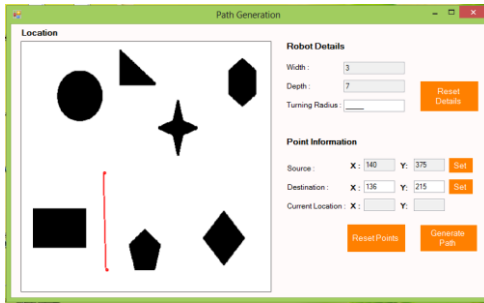 Path Generation
Location
Robot Details
Width : 3
Depth : 7
Turning Radius : _____
Reset Details
Point Information
Source : X : 140 Y: 375 Set
Destination : X : 136 Y: 215 Set
Current Location : X : Y:
Reset Points
Generate Path